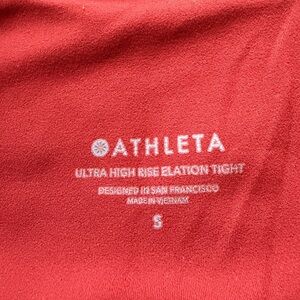 ATHLETA
ULTRA HIGH RISE ELATION TIGHT
DESIGNED IN SAN FRANCISCO
MADE IN VIETNAM
S